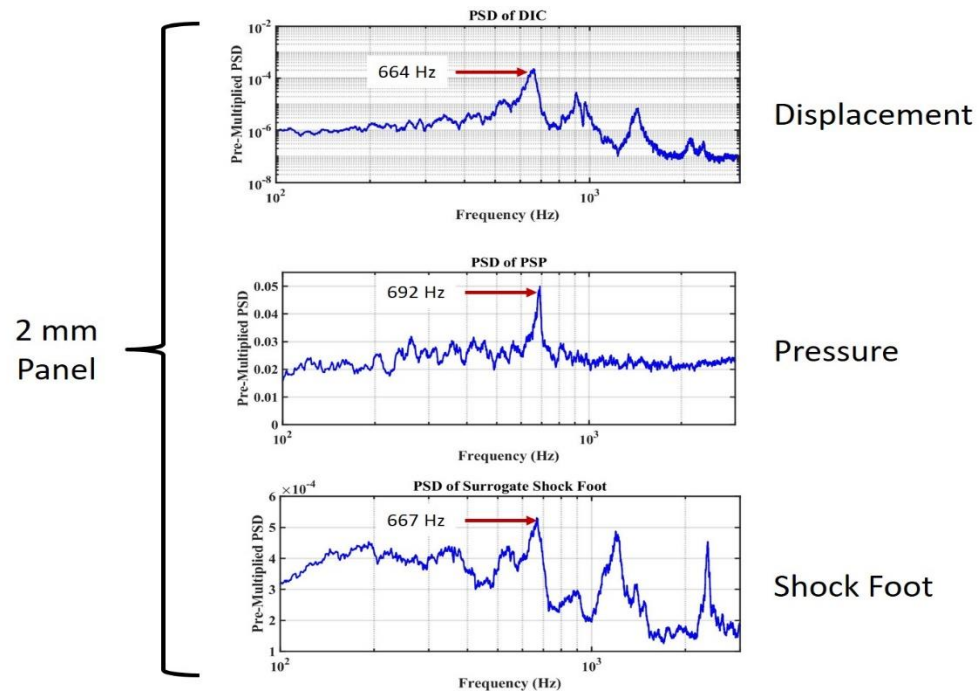 2 mm
Panel
PSD of DIC
Pre-Multiplied PSD
10^-2
10^-4
10^-6
10^-8
664 Hz
10^2
10^3
Frequency (Hz)
Displacement
PSD of PSP
Pre-Multiplied PSD
0.05
0.04
0.03
0.02
0.01
0
692 Hz
10^2
10^3
Frequency (Hz)
Pressure
PSD of Surrogate Shock Foot
×10^-4
Pre-Multiplied PSD
6
5
4
3
2
1
667 Hz
10^2
10^3
Frequency (Hz)
Shock Foot